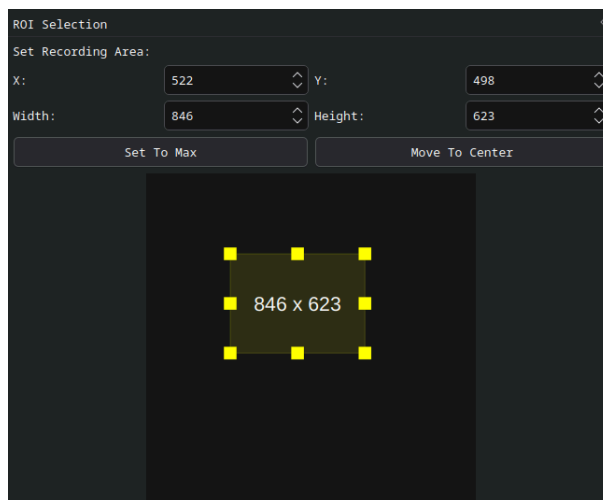 ROI Selection
Set Recording Area:
X: 522 Y: 498
Width: 846 Height: 623
Set To Max Move To Center
846 x 623